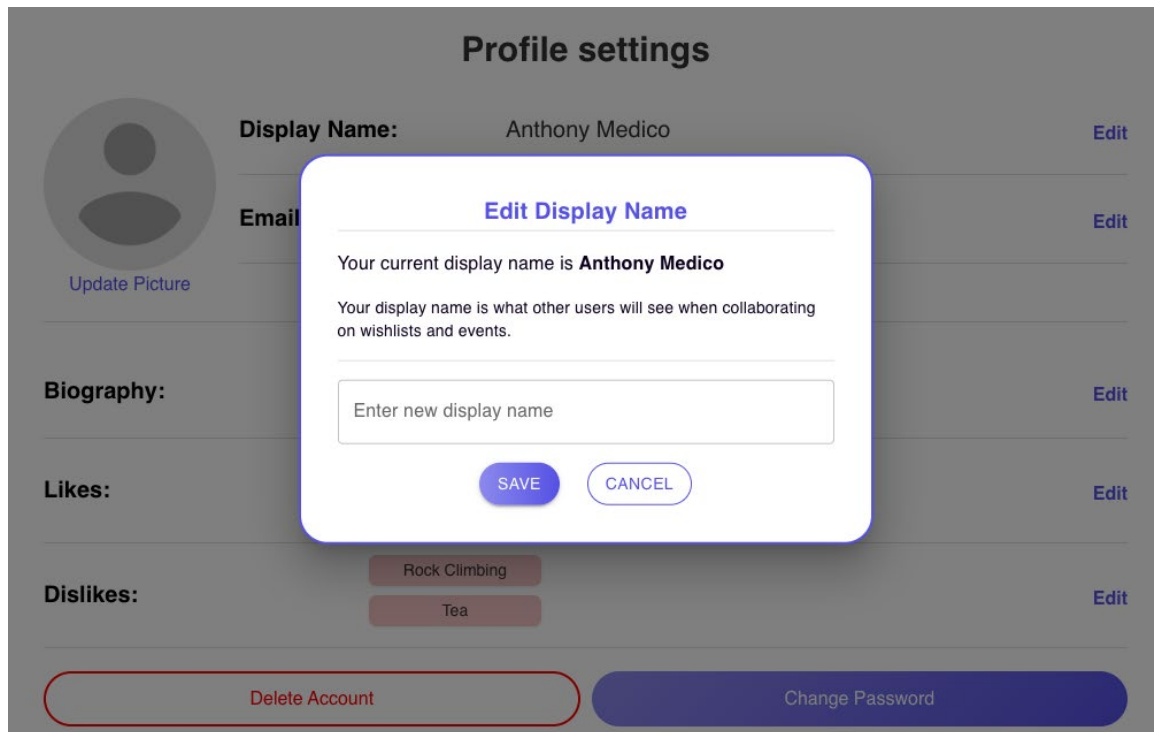 Profile settings
Display Name: Anthony Medico Edit
Edit Display Name
Email Edit
Your current display name is Anthony Medico
Update Picture
Your display name is what other users will see when collaborating
on wishlists and events.
Biography: Edit
Enter new display name
SAVE CANCEL
Likes: Edit
Rock Climbing
Dislikes: Edit
Tea
Delete Account Change Password